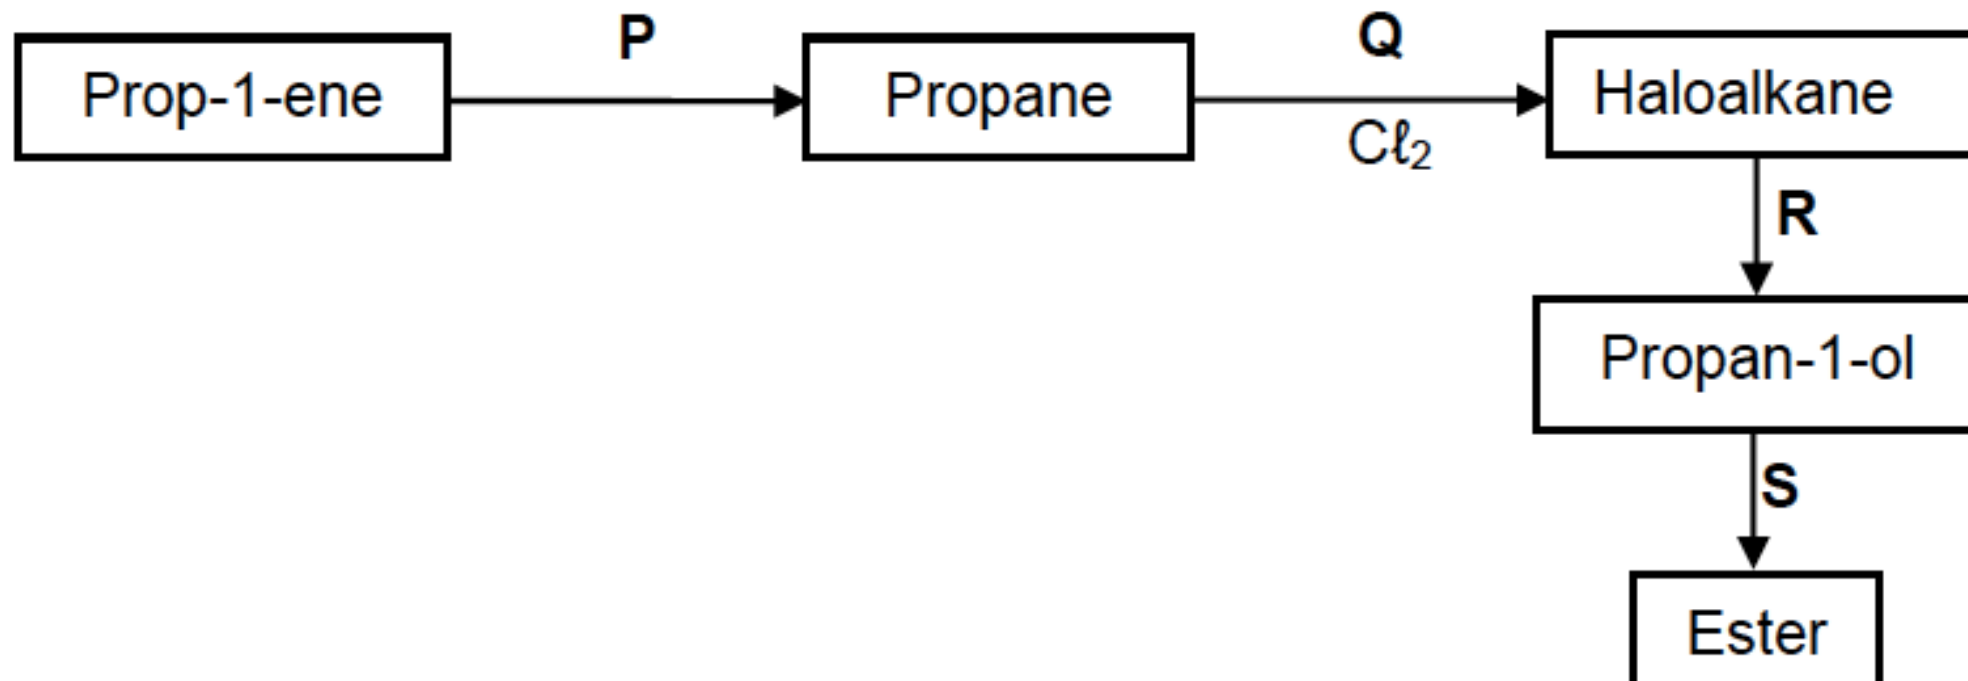 Prop-1-ene
P
Propane
Q
Cℓ₂
Haloalkane
R
Propan-1-ol
S
Ester